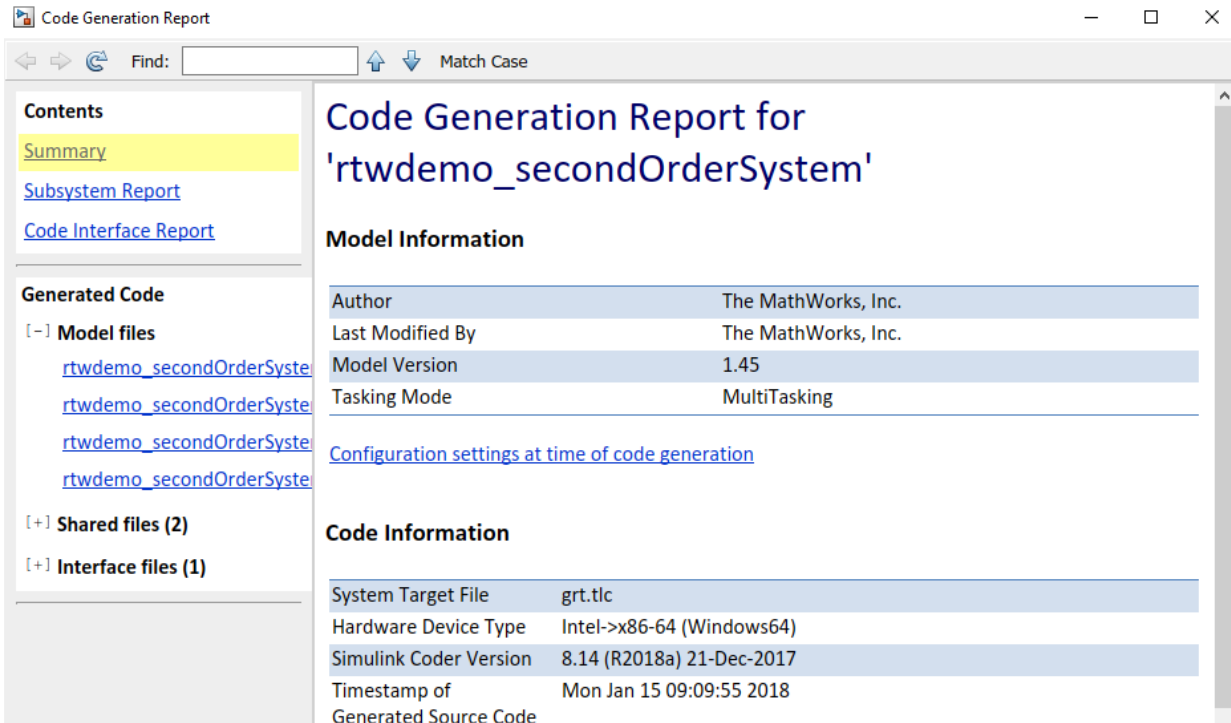 Code Generation Report
Find:
Match Case
Contents
Summary
Subsystem Report
Code Interface Report
Generated Code
[-] Model files
rtwdemo_secondOrderSyste
rtwdemo_secondOrderSyste
rtwdemo_secondOrderSyste
rtwdemo_secondOrderSyste
[+] Shared files (2)
[+] Interface files (1)
Code Generation Report for
'rtwdemo_secondOrderSystem'
Model Information
Author The MathWorks, Inc.
Last Modified By The MathWorks, Inc.
Model Version 1.45
Tasking Mode MultiTasking
Configuration settings at time of code generation
Code Information
System Target File grt.tlc
Hardware Device Type Intel->x86-64 (Windows64)
Simulink Coder Version 8.14 (R2018a) 21-Dec-2017
Timestamp of Mon Jan 15 09:09:55 2018
Generated Source Code